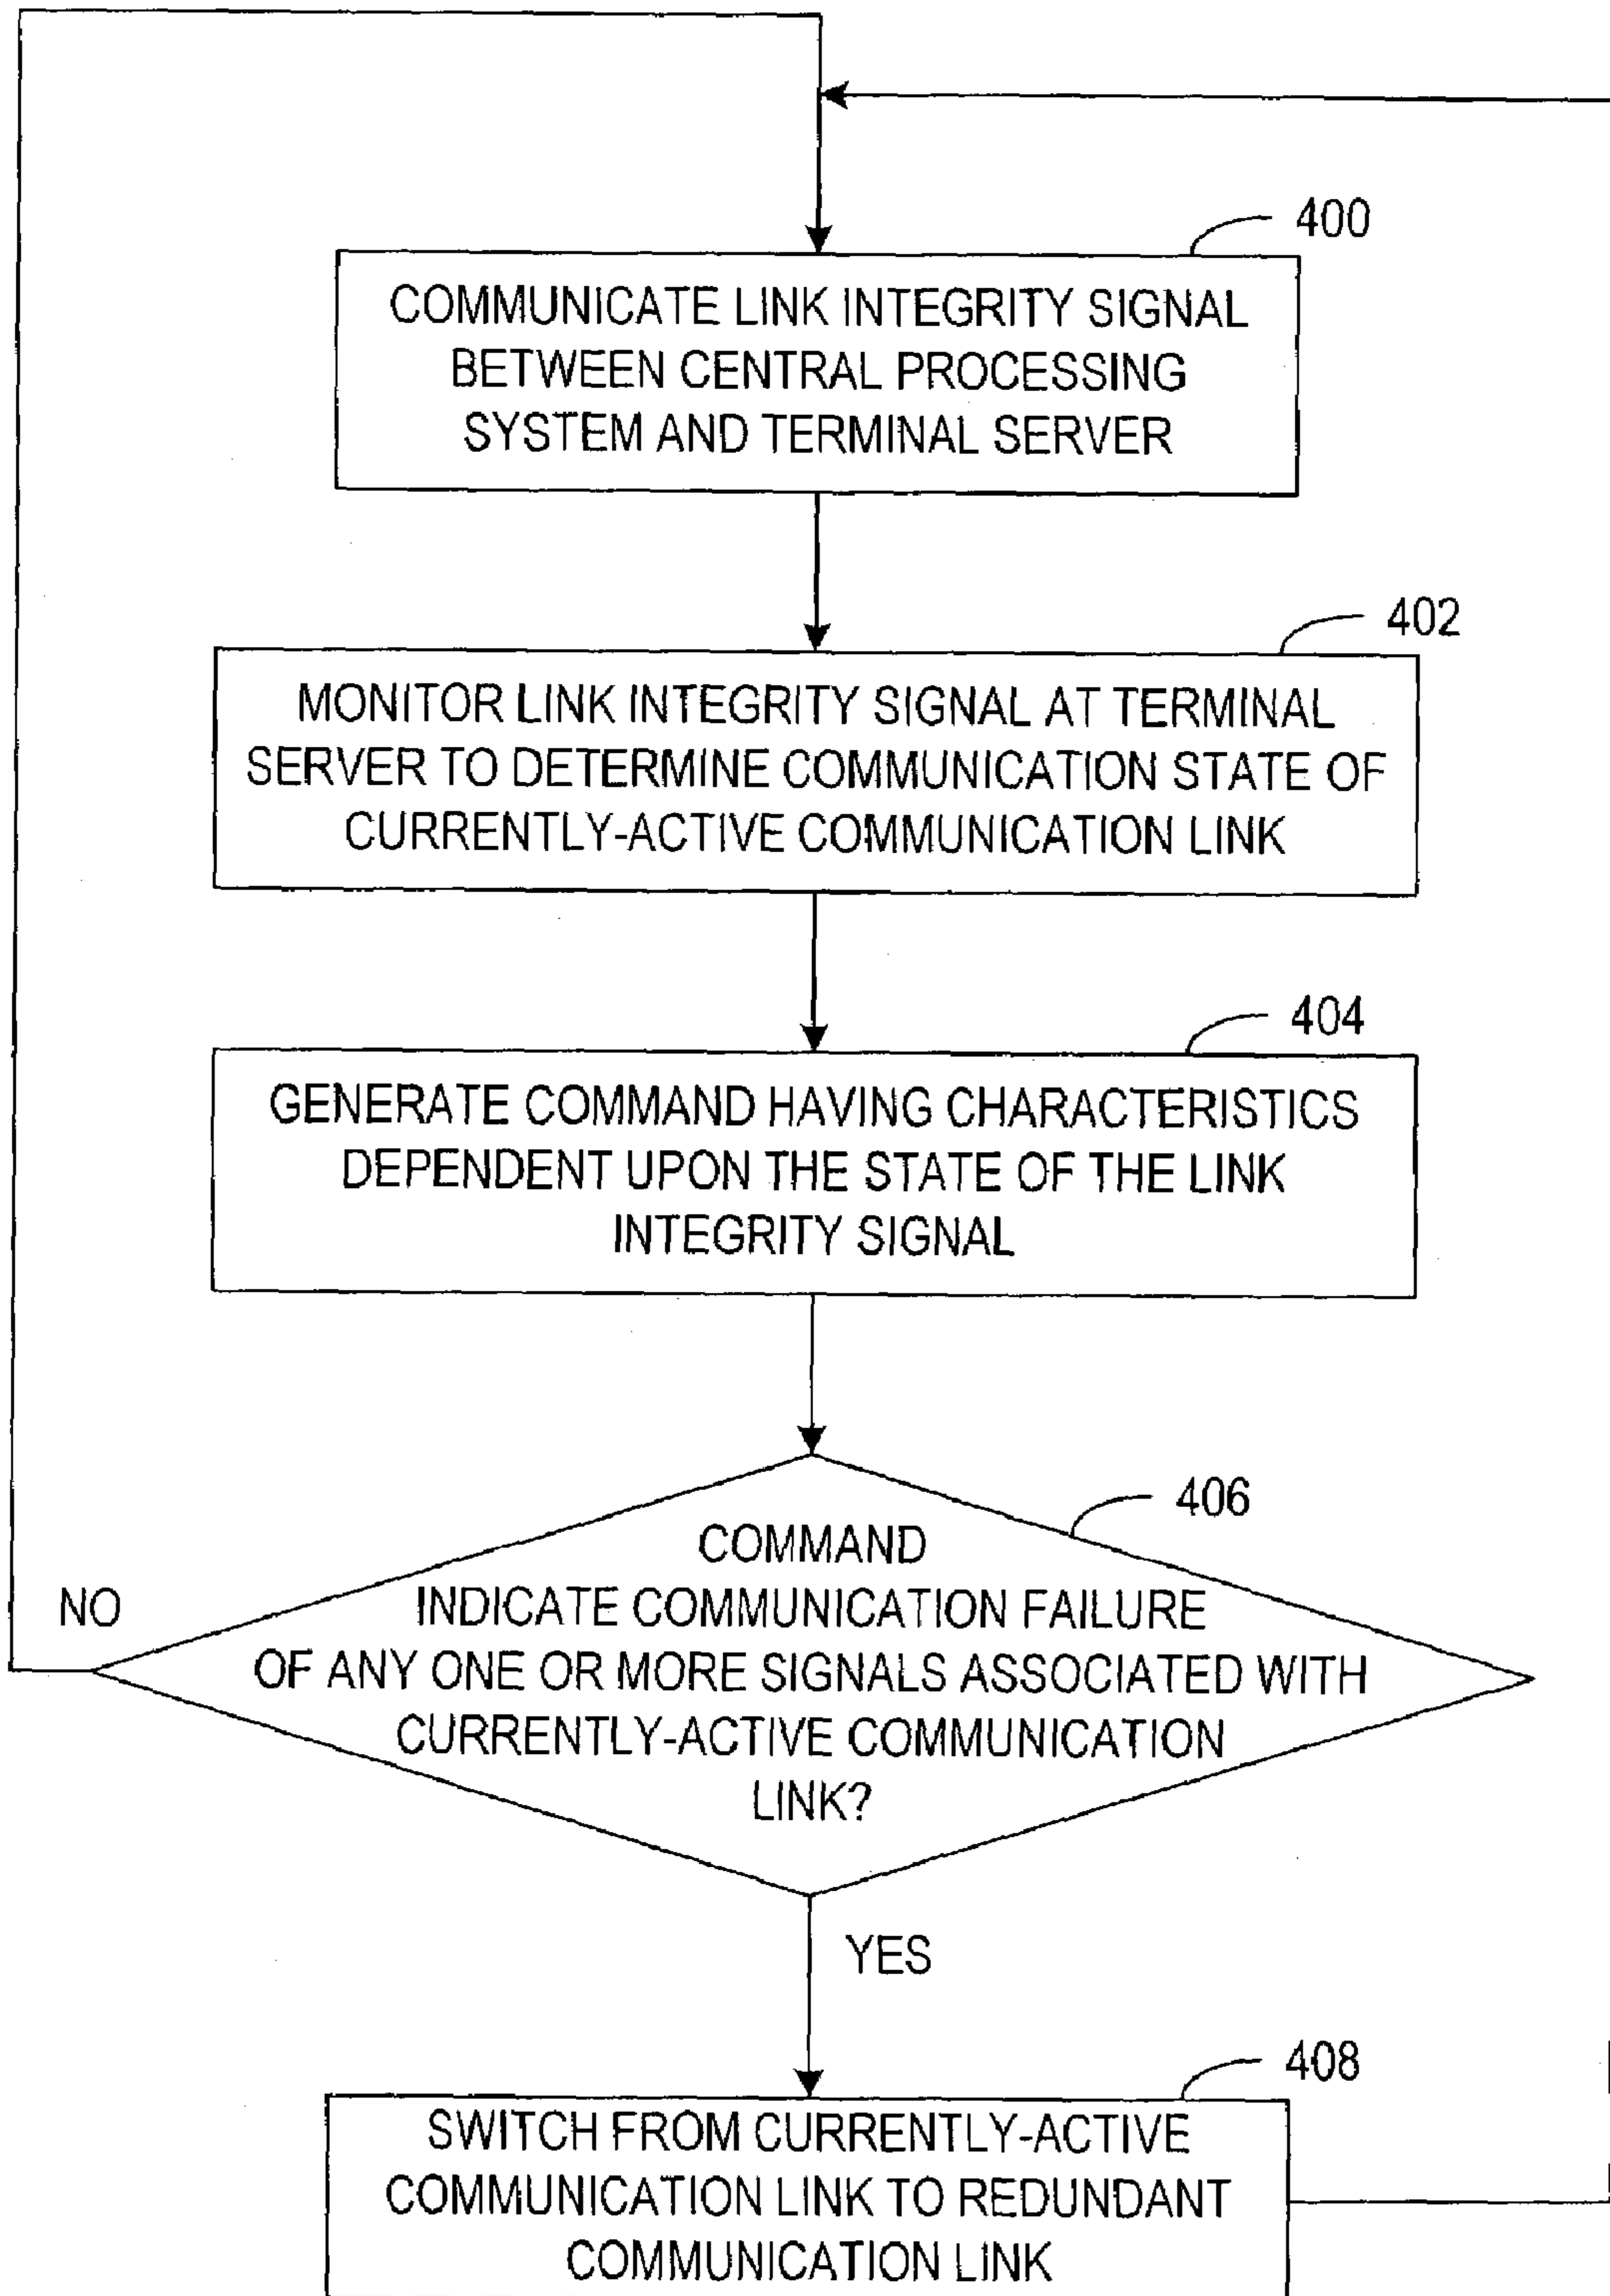 400
COMMUNICATE LINK INTEGRITY SIGNAL
BETWEEN CENTRAL PROCESSING
SYSTEM AND TERMINAL SERVER
402
MONITOR LINK INTEGRITY SIGNAL AT TERMINAL
SERVER TO DETERMINE COMMUNICATION STATE OF
CURRENTLY-ACTIVE COMMUNICATION LINK
404
GENERATE COMMAND HAVING CHARACTERISTICS
DEPENDENT UPON THE STATE OF THE LINK
INTEGRITY SIGNAL
406
COMMAND
INDICATE COMMUNICATION FAILURE
OF ANY ONE OR MORE SIGNALS ASSOCIATED WITH
CURRENTLY-ACTIVE COMMUNICATION
LINK?
NO
YES
408
SWITCH FROM CURRENTLY-ACTIVE
COMMUNICATION LINK TO REDUNDANT
COMMUNICATION LINK